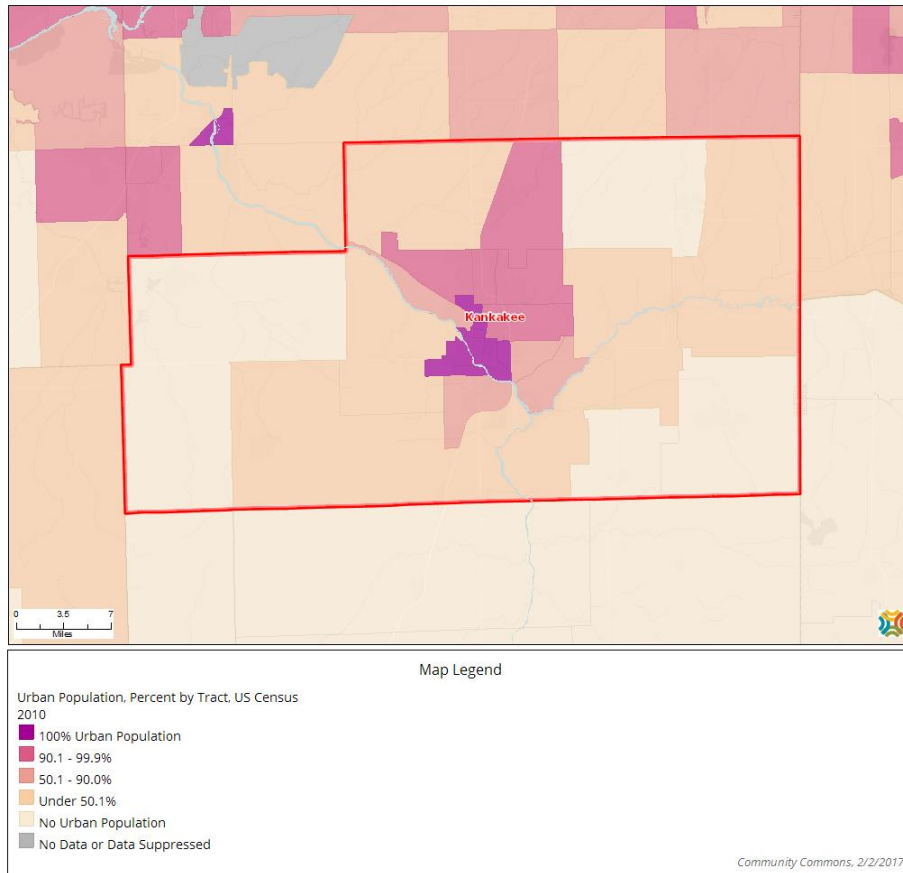 Kankakee
0 3.5 7
Miles
Map Legend
Urban Population, Percent by Tract, US Census
2010
100% Urban Population
90.1 - 99.9%
50.1 - 90.0%
Under 50.1%
No Urban Population
No Data or Data Suppressed
Community Commons, 2/2/2017